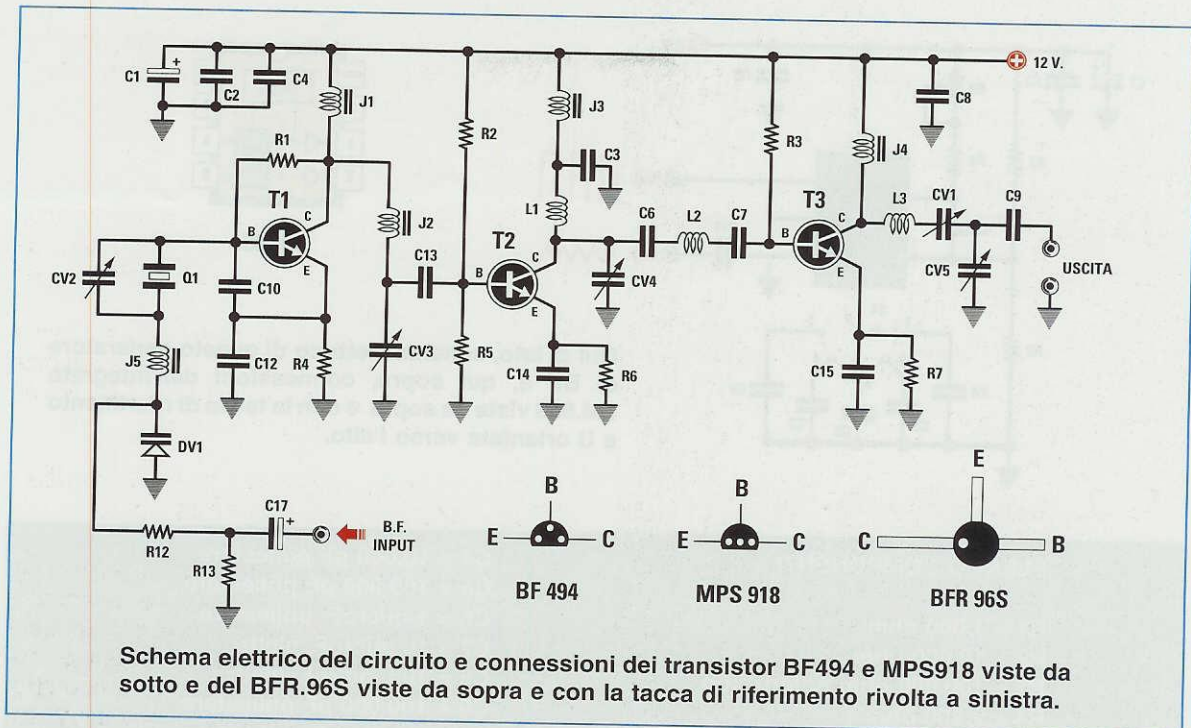 12 V.
C1
+
C2
C4
J1
R2
J3
R3
C8
C3
J4
R1
T1
C
B
E
J2
L1
T2
C
B
E
C6
L2
C7
T3
C
B
E
L3
CV1
C9
CV2
Q1
C10
C13
CV4
CV5
USCITA
J5
C12
R4
CV3
R5
C14
R6
C15
R7
DV1
C17
+
B.F.
INPUT
R12
R13
B
E
C
BF 494
B
E
C
MPS 918
E
C
B
BFR 96S
Schema elettrico del circuito e connessioni dei transistor BF494 e MPS918 viste da
sotto e del BFR.96S viste da sopra e con la tacca di riferimento rivolta a sinistra.